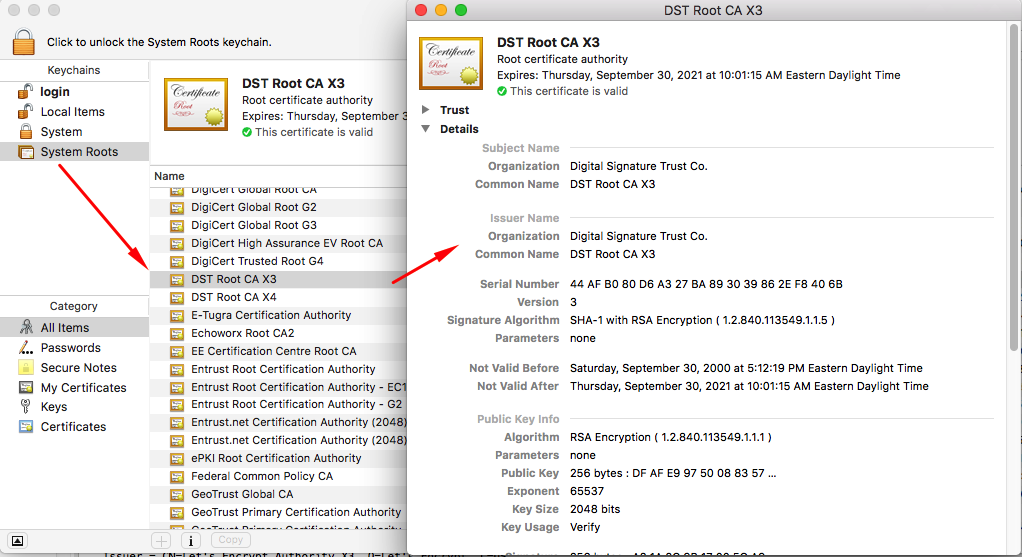 Click to unlock the System Roots keychain.
Keychains
login
Local Items
System
System Roots
Category
All Items
Passwords
Secure Notes
My Certificates
Keys
Certificates
Certificate
Root
DST Root CA X3
Root certificate authority
Expires: Thursday, September 3
This certificate is valid
Name
DigiCert Global Root CA
DigiCert Global Root G2
DigiCert Global Root G3
DigiCert High Assurance EV Root CA
DigiCert Trusted Root G4
DST Root CA X3
DST Root CA X4
E-Tugra Certification Authority
Echoworx Root CA2
EE Certification Centre Root CA
Entrust Root Certification Authority
Entrust Root Certification Authority - EC1
Entrust Root Certification Authority - G2
Entrust.net Certification Authority (2048)
Entrust.net Certification Authority (2048)
ePKI Root Certification Authority
Federal Common Policy CA
GeoTrust Global CA
GeoTrust Primary Certification Authority
GeoTrust Primary Certification Authority
+ i Copy
DST Root CA X3
Certificate
Root
DST Root CA X3
Root certificate authority
Expires: Thursday, September 30, 2021 at 10:01:15 AM Eastern Daylight Time
This certificate is valid
Trust
Details
Subject Name
Organization Digital Signature Trust Co.
Common Name DST Root CA X3
Issuer Name
Organization Digital Signature Trust Co.
Common Name DST Root CA X3
Serial Number 44 AF B0 80 D6 A3 27 BA 89 30 39 86 2E F8 40 6B
Version 3
Signature Algorithm SHA-1 with RSA Encryption ( 1.2.840.113549.1.1.5 )
Parameters none
Not Valid Before Saturday, September 30, 2000 at 5:12:19 PM Eastern Daylight Time
Not Valid After Thursday, September 30, 2021 at 10:01:15 AM Eastern Daylight Time
Public Key Info
Algorithm RSA Encryption ( 1.2.840.113549.1.1.1 )
Parameters none
Public Key 256 bytes : DF AF E9 97 50 08 83 57 ...
Exponent 65537
Key Size 2048 bits
Key Usage Verify